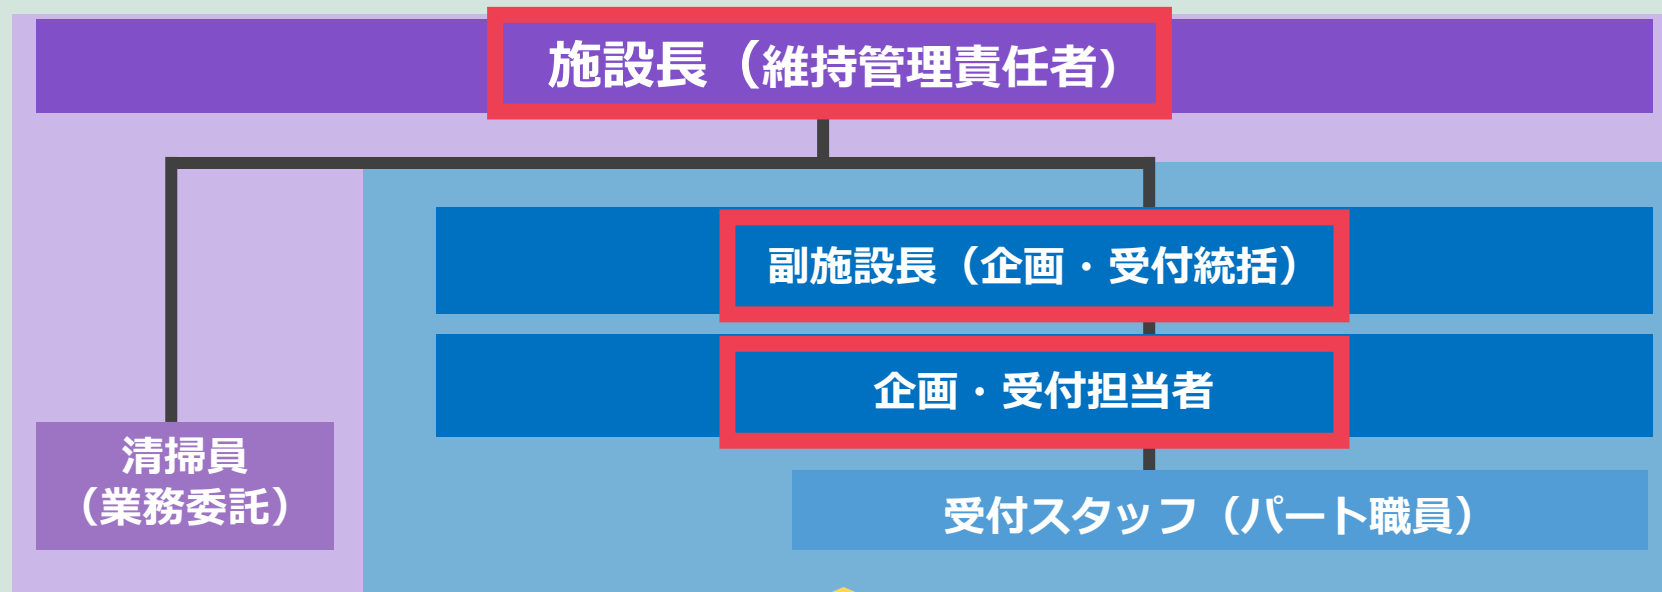 施設長（維持管理責任者）
副施設長（企画・受付統括）
企画・受付担当者
清掃員
（業務委託）
受付スタッフ（パート職員）